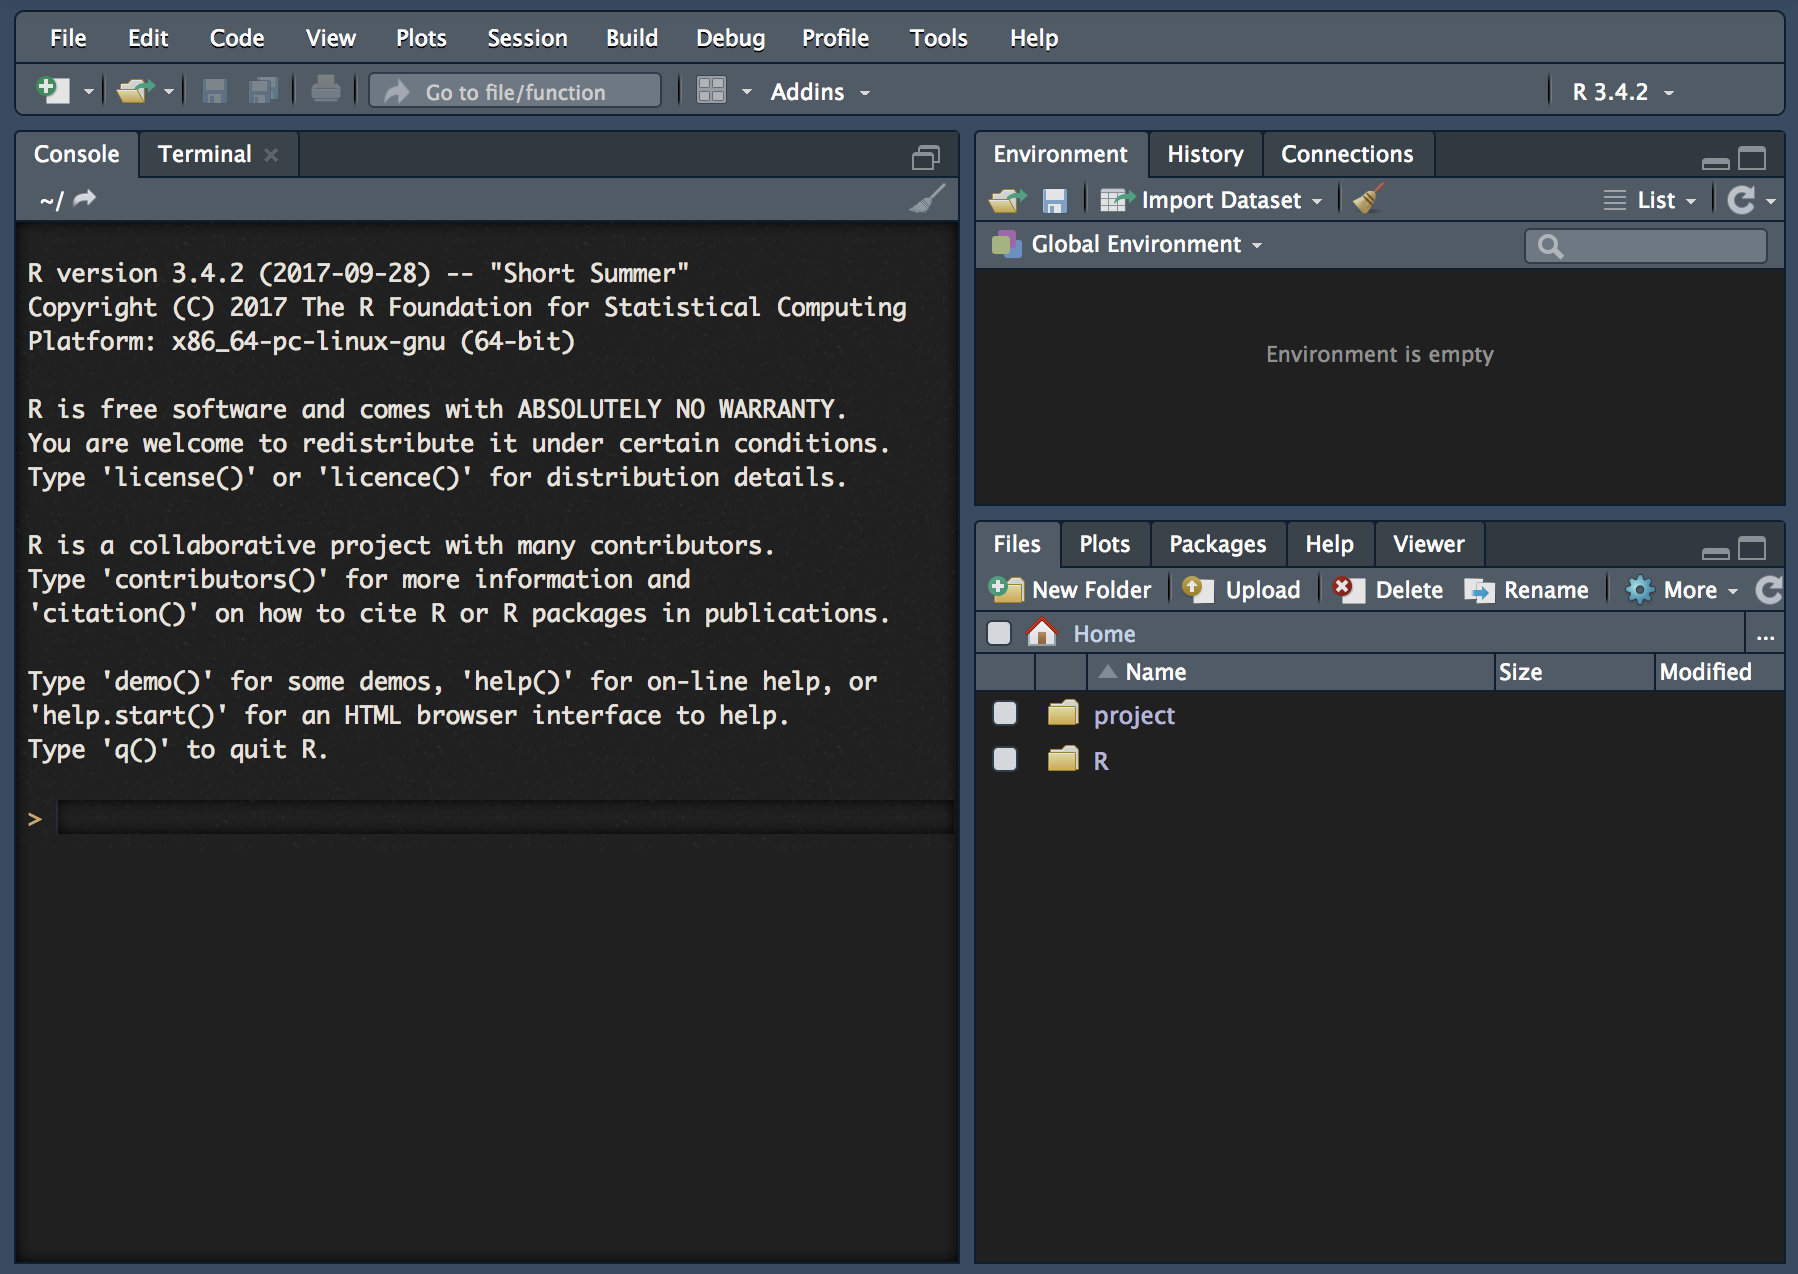 File Edit Code View Plots Session Build Debug Profile Tools Help
Go to file/function Addins R 3.4.2
Console Terminal
~/
R version 3.4.2 (2017-09-28) -- "Short Summer"
Copyright (C) 2017 The R Foundation for Statistical Computing
Platform: x86_64-pc-linux-gnu (64-bit)
R is free software and comes with ABSOLUTELY NO WARRANTY.
You are welcome to redistribute it under certain conditions.
Type 'license()' or 'licence()' for distribution details.
R is a collaborative project with many contributors.
Type 'contributors()' for more information and
'citation()' on how to cite R or R packages in publications.
Type 'demo()' for some demos, 'help()' for on-line help, or
'help.start()' for an HTML browser interface to help.
Type 'q()' to quit R.
>
Environment History Connections
Import Dataset List
Global Environment
Environment is empty
Files Plots Packages Help Viewer
New Folder Upload Delete Rename More
Home ...
Name Size Modified
project
R